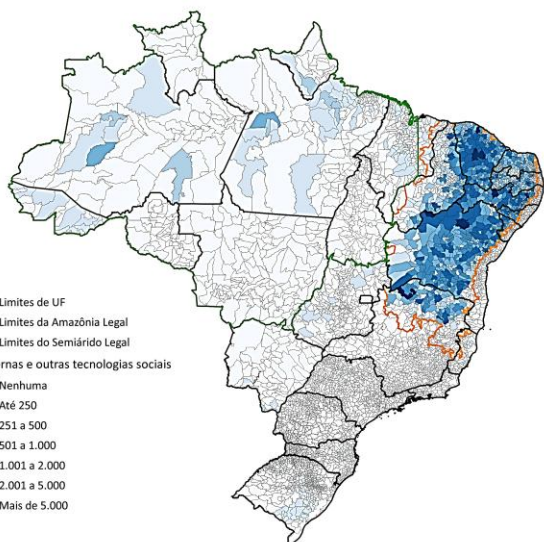 Limites de UF
Limites da Amazônia Legal
Limites do Semiárido Legal
rnas e outras tecnologias sociais
Nenhuma
Até 250
251 a 500
501 a 1.000
1.001 a 2.000
2.001 a 5.000
Mais de 5.000